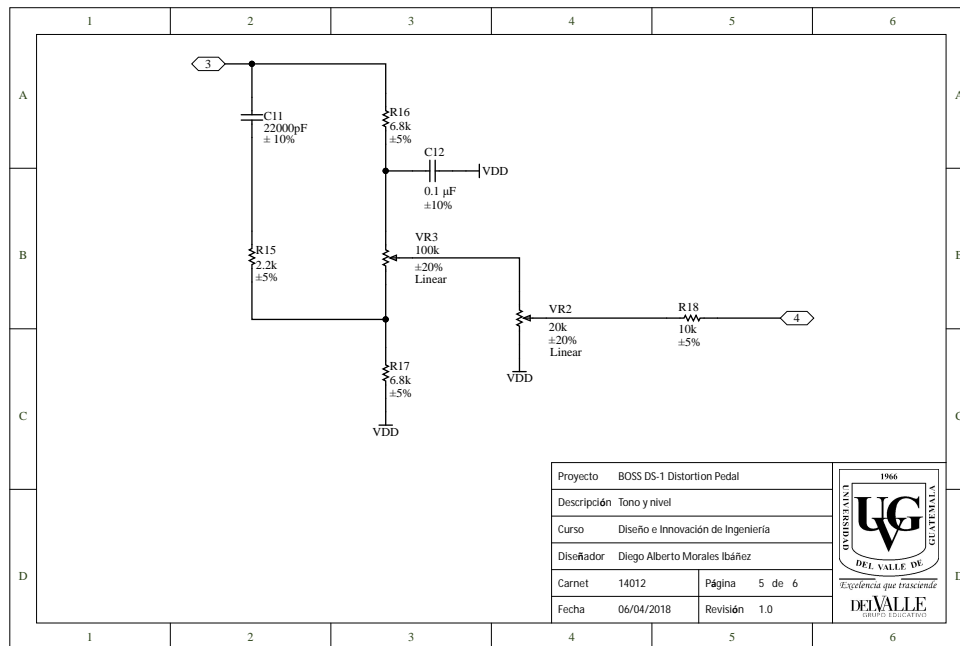 1 2 3 4 5 6
A
A
3
C11
22000pF
± 10%
R16
6.8k
±5%
C12
0.1 µF
±10%
VDD
B
B
R15
2.2k
±5%
VR3
100k
±20%
Linear
VR2
20k
±20%
Linear
R18
10k
±5%
4
VDD
C
C
R17
6.8k
±5%
VDD
D
D
Proyecto BOSS DS-1 Distortion Pedal
Descripción Tono y nivel
Curso Diseño e Innovación de Ingeniería
Diseñador Diego Alberto Morales Ibáñez
Carnet 14012 Página 5 de 6
Fecha 06/04/2018 Revisión 1.0
1966
UNIVERSIDAD
UVG
GUATEMALA
DEL VALLE DE
Excelencia que trasciende
DELVALLE
GRUPO EDUCATIVO
1 2 3 4 5 6